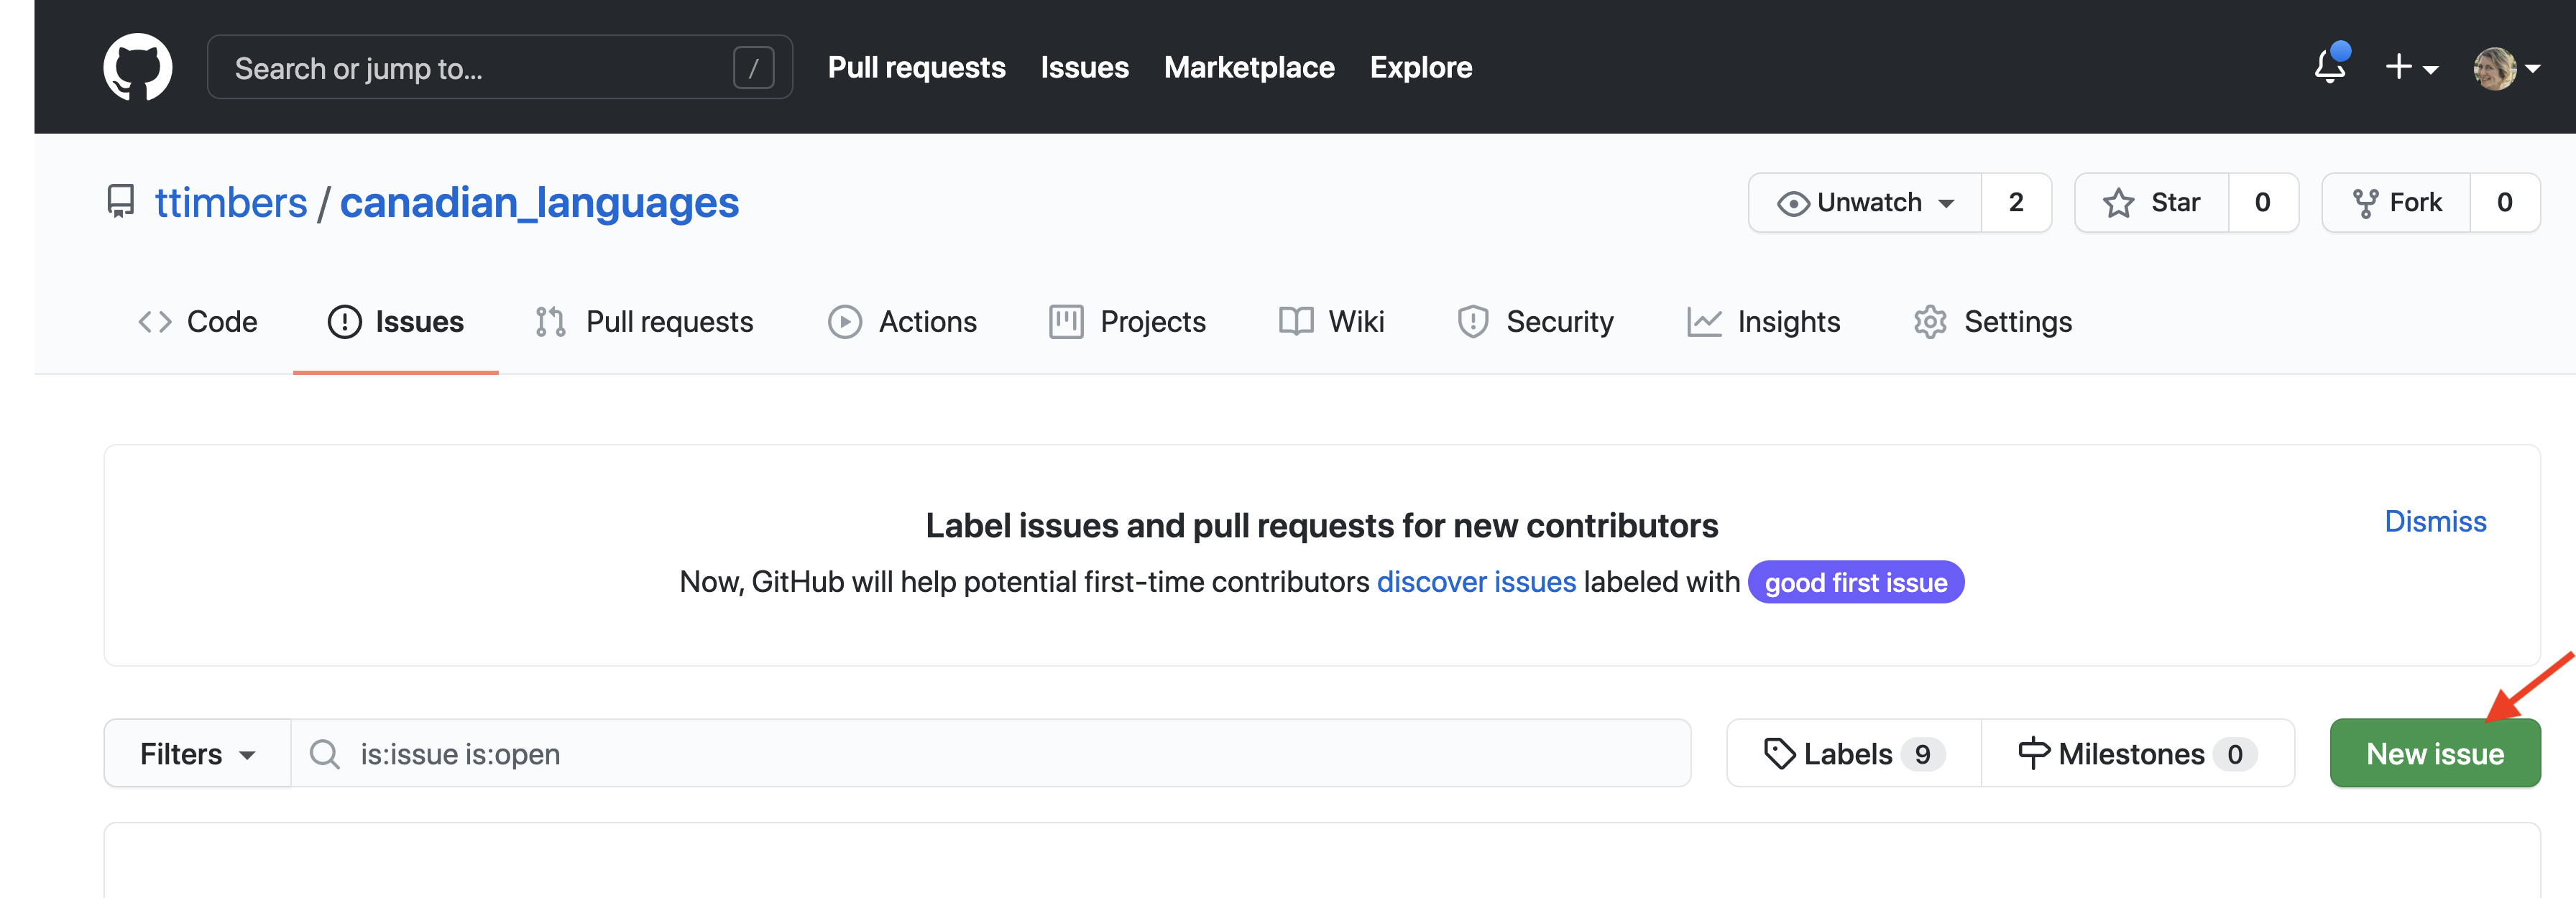 Search or jump to... / Pull requests Issues Marketplace Explore
ttimbers / canadian_languages Unwatch 2 Star 0 Fork 0
Code Issues Pull requests Actions Projects Wiki Security Insights Settings
Label issues and pull requests for new contributors Dismiss
Now, GitHub will help potential first-time contributors discover issues labeled with good first issue
Filters is:issue is:open Labels 9 Milestones 0 New issue